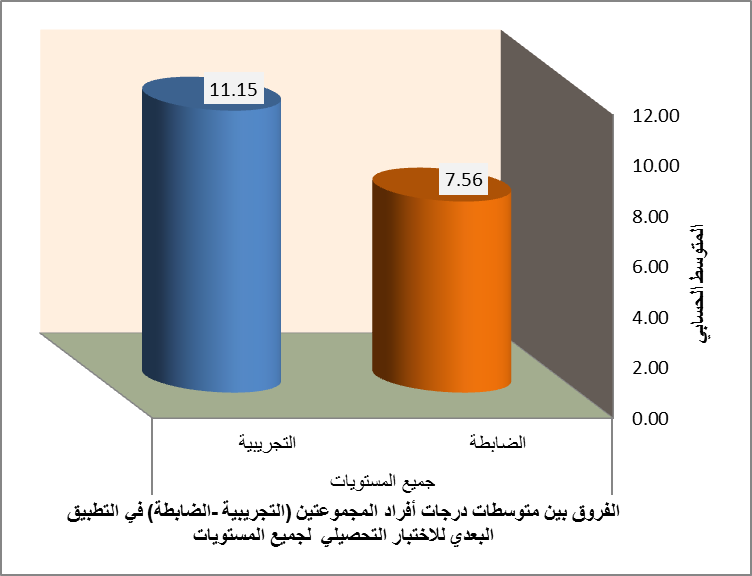 11.15
7.56
12.00
10.00
8.00
6.00
4.00
2.00
0.00
المتوسط الحسابي
الضابطة
التجريبية
جميع المستويات
الفروق بين متوسطات درجات أفراد المجموعتين (التجريبية -الضابطة) في التطبيق
البعدي للاختبار التحصيلي لجميع المستويات